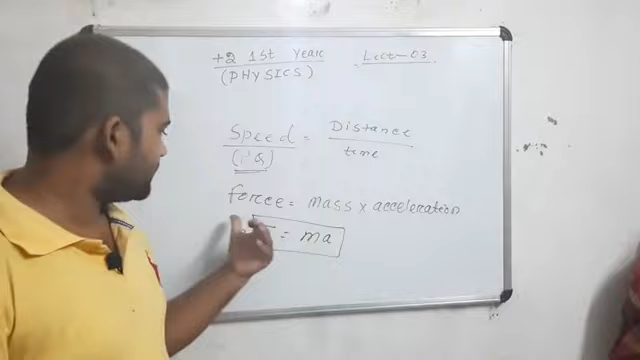 +2 1st Year Lect-03
(PHYSICS)
Speed = Distance
time
force = mass x acceleration
= ma